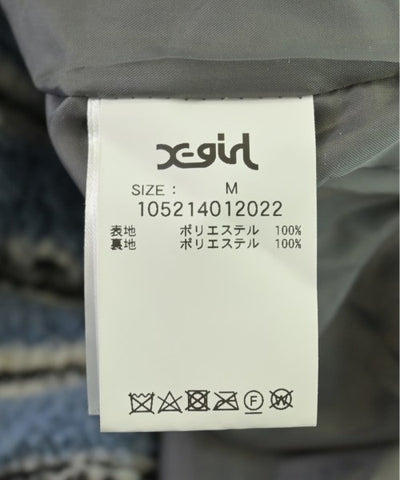 X-girl
SIZE : M
105214012022
表地 ポリエステル 100%
裏地 ポリエステル 100%